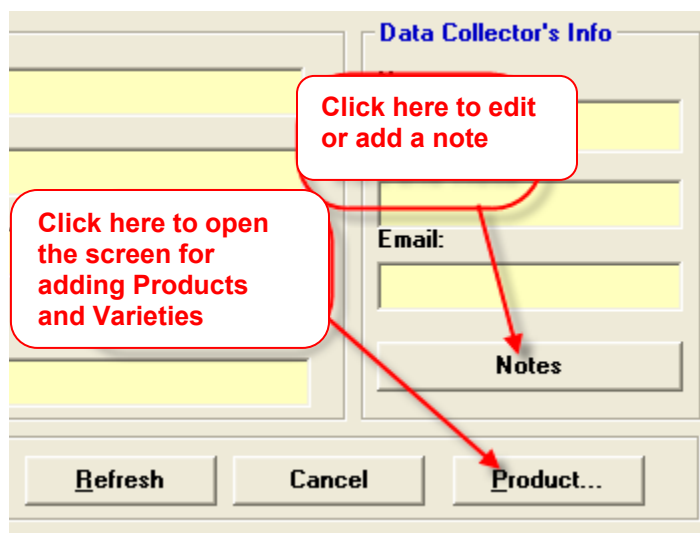 Data Collector's Info
Click here to edit
or add a note
Click here to open
the screen for
adding Products
and Varieties
Email:
Notes
Refresh
Cancel
Product...